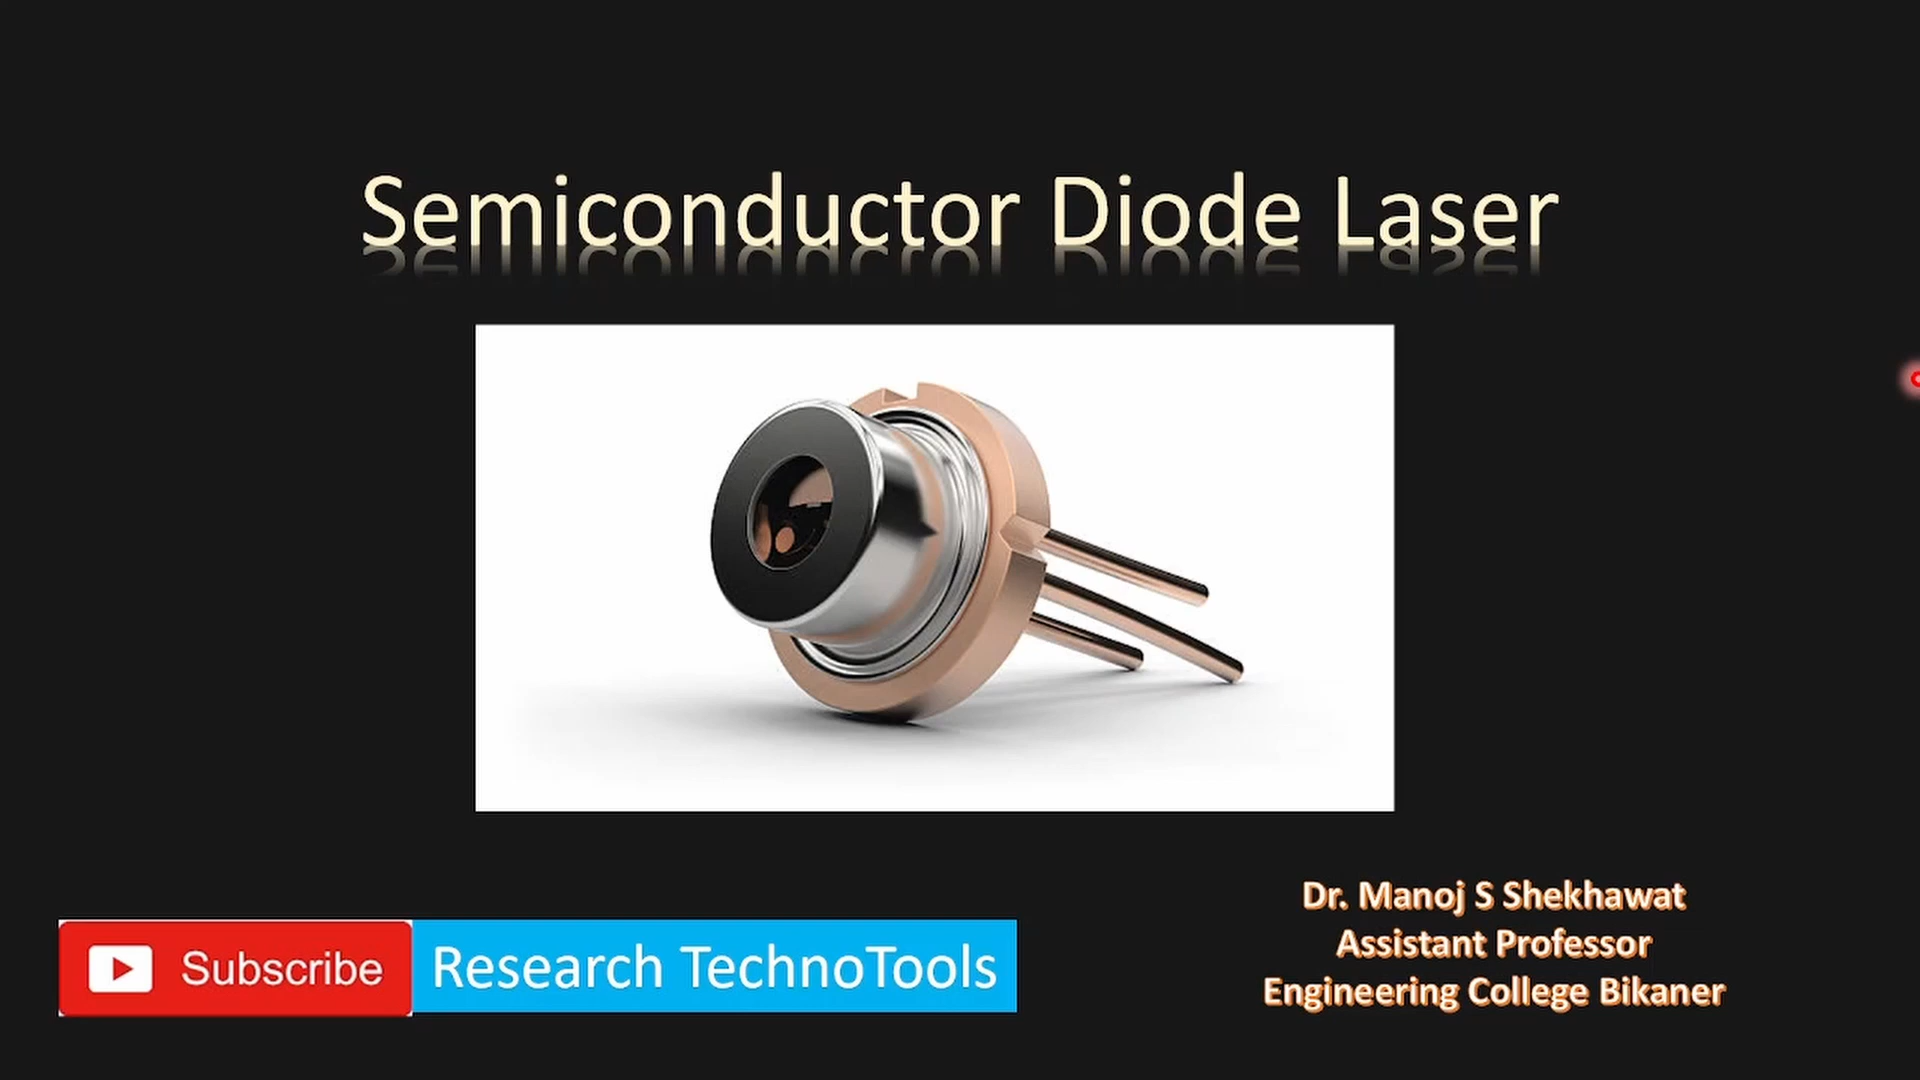 Semiconductor Diode Laser
Subscribe
Research TechnoTools
Dr. Manoj S Shekhawat
Assistant Professor
Engineering College Bikaner